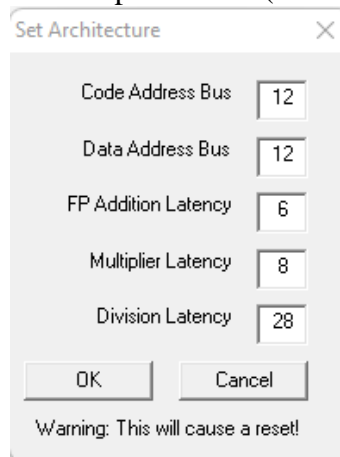 Set Architecture
Code Address Bus 12
Data Address Bus 12
FP Addition Latency 6
Multiplier Latency 8
Division Latency 28
OK Cancel
Warning: This will cause a reset!